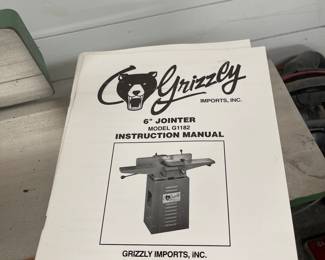 Grizzly
IMPORTS, INC.
6" JOINTER
MODEL G1182
INSTRUCTION MANUAL
GRIZZLY IMPORTS, INC.